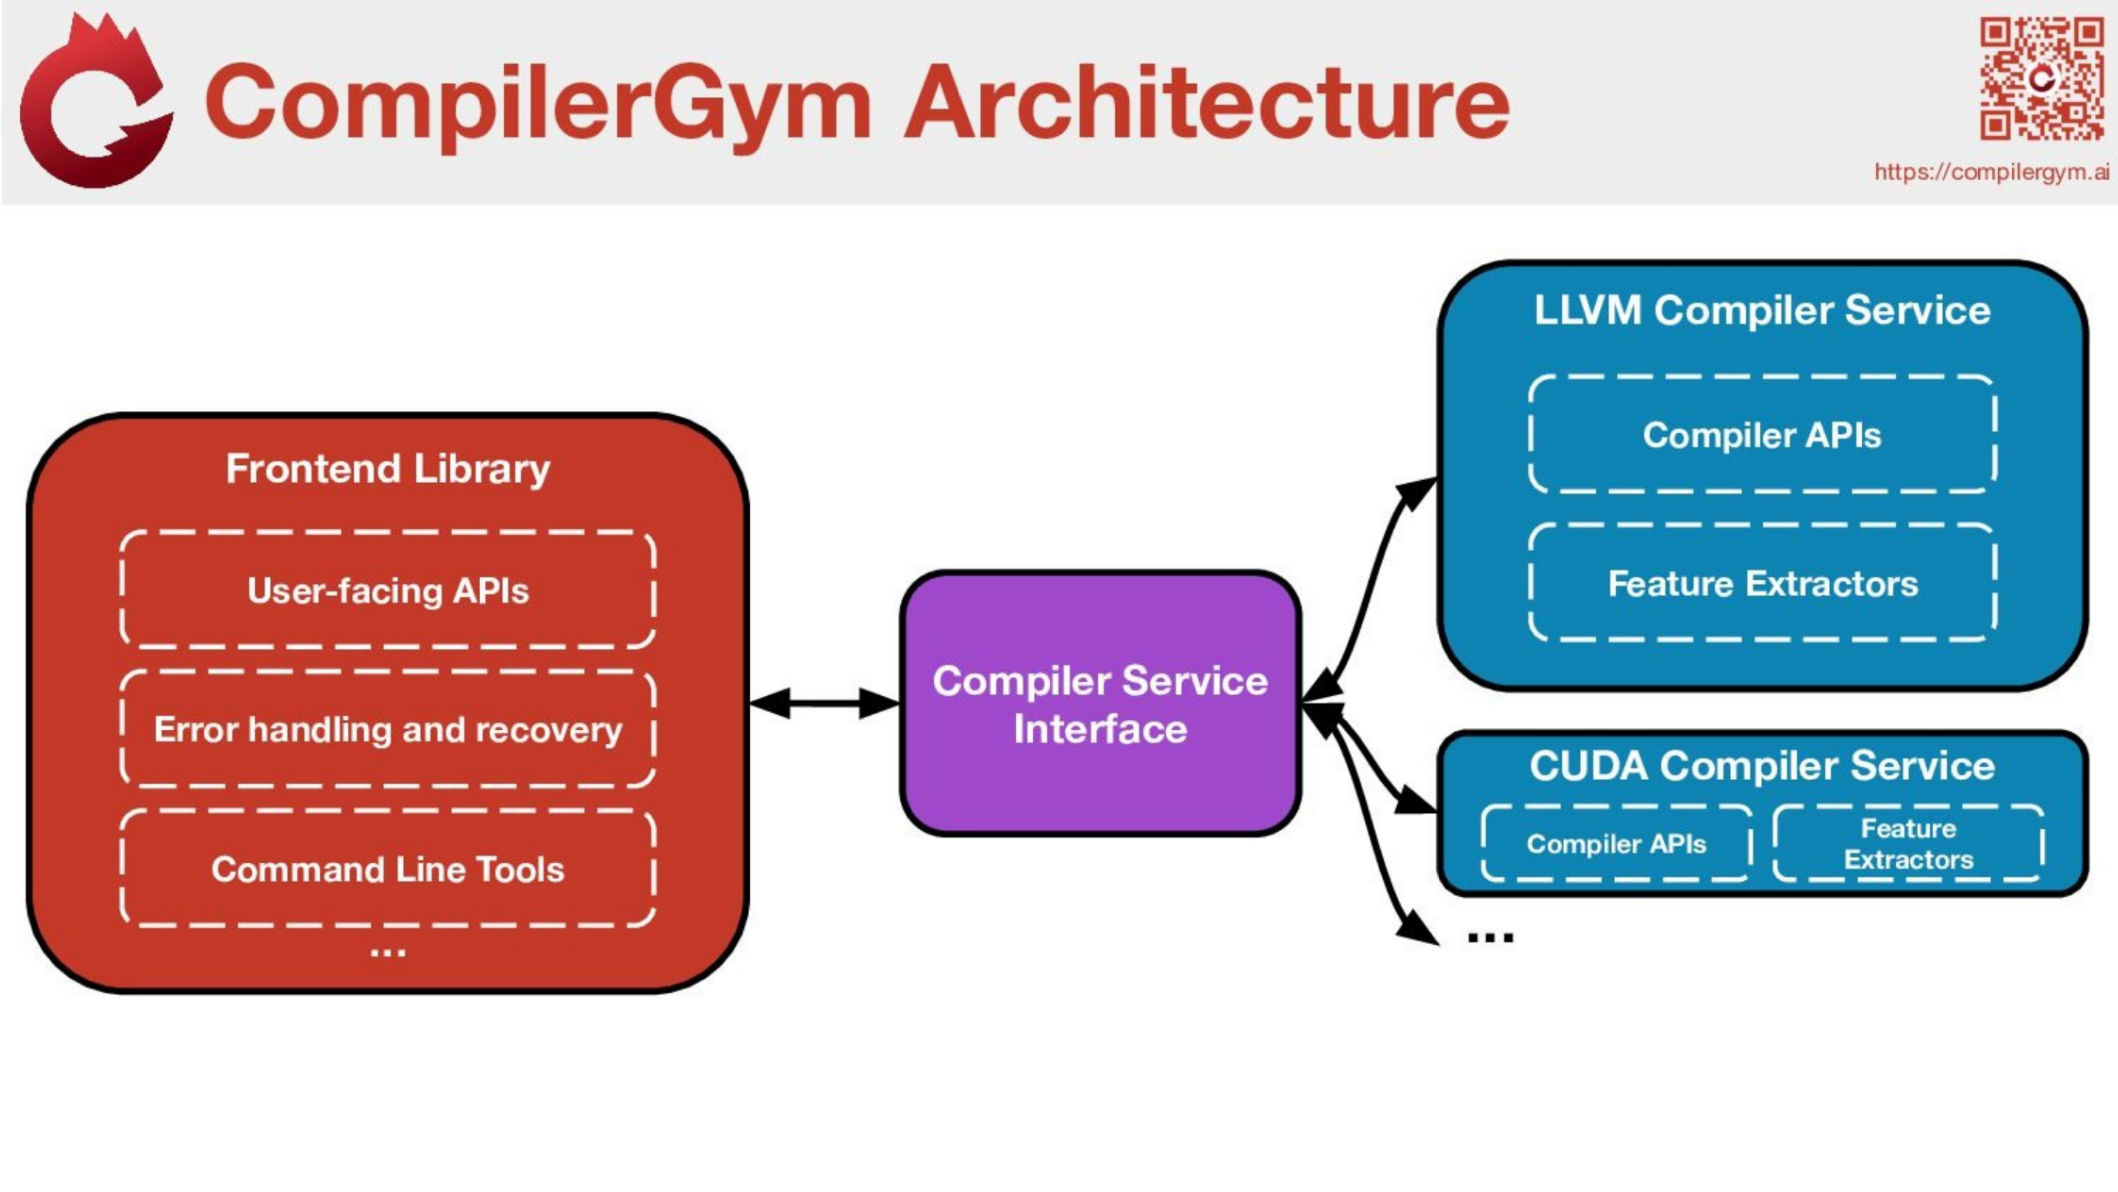 CompilerGym Architecture
https://compilergym.ai
Frontend Library
User-facing APIs
Error handling and recovery
Command Line Tools
...
Compiler Service
Interface
LLVM Compiler Service
Compiler APIs
Feature Extractors
CUDA Compiler Service
Compiler APIs
Feature
Extractors
...